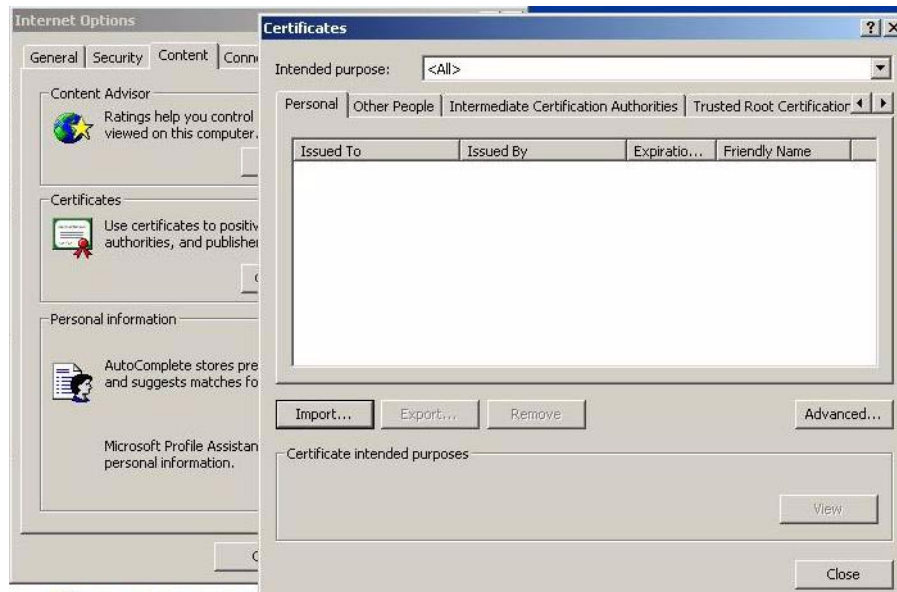 Internet Options
General Security Content Conn
Content Advisor
Ratings help you control
viewed on this computer.
Certificates
Use certificates to positiv
authorities, and publishe
Personal information
AutoComplete stores pre
and suggests matches fo
Microsoft Profile Assistan
personal information.
Certificates
Intended purpose: <All>
Personal Other People Intermediate Certification Authorities Trusted Root Certification
Issued To Issued By Expiratio... Friendly Name
Import... Export... Remove Advanced...
Certificate intended purposes
View
Close